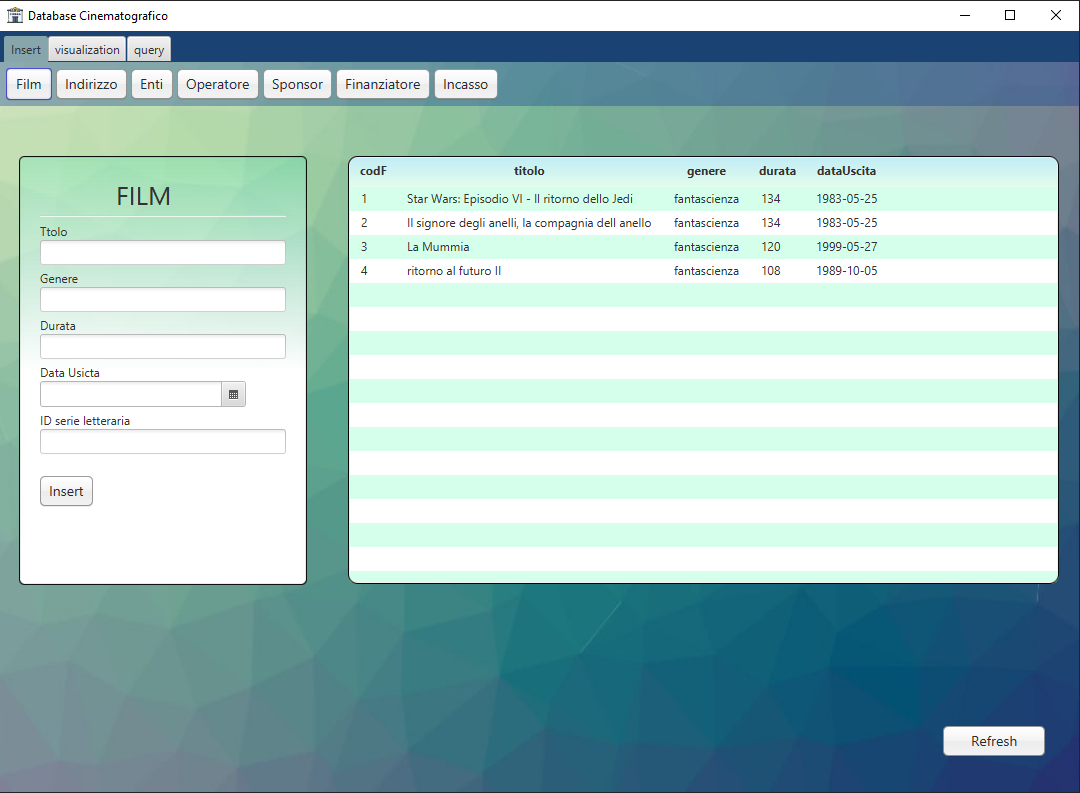 Database Cinematografico
Insert visualization query
Film Indirizzo Enti Operatore Sponsor Finanziatore Incasso
FILM
Ttolo
Genere
Durata
Data Usicta
ID serie letteraria
Insert
codF titolo genere durata dataUscita
1 Star Wars: Episodio VI - Il ritorno dello Jedi fantascienza 134 1983-05-25
2 Il signore degli anelli, la compagnia dell anello fantascienza 134 1983-05-25
3 La Mummia fantascienza 120 1999-05-27
4 ritorno al futuro II fantascienza 108 1989-10-05
Refresh